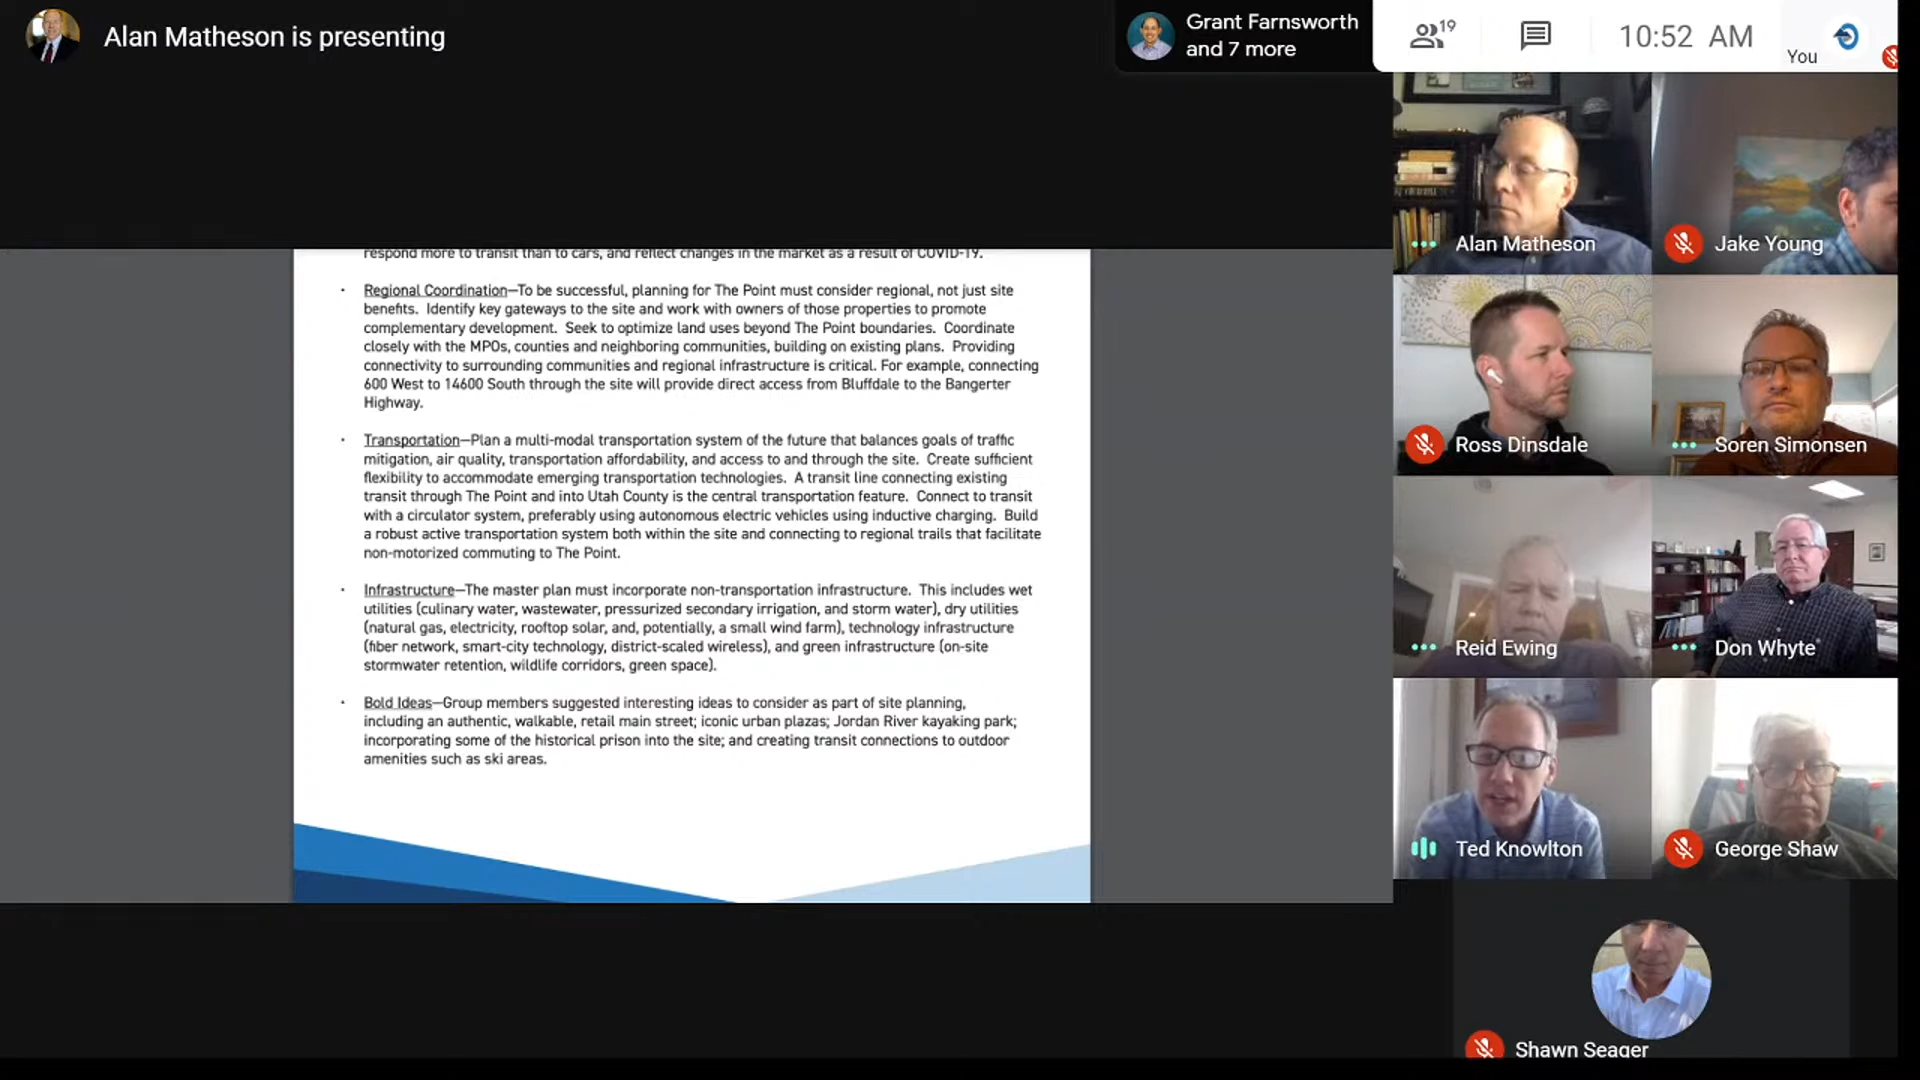 Alan Matheson is presenting
Grant Farnsworth
and 7 more
19
10:52 AM
You
respond more to transit than to cars, and reflect changes in the market as a result of COVID-19.
· Regional Coordination—To be successful, planning for The Point must consider regional, not just site
benefits. Identify key gateways to the site and work with owners of those properties to promote
complementary development. Seek to optimize land uses beyond The Point boundaries. Coordinate
closely with the MPOs, counties and neighboring communities, building on existing plans. Providing
connectivity to surrounding communities and regional infrastructure is critical. For example, connecting
600 West to 14600 South through the site will provide direct access from Bluffdale to the Bangerter
Highway.
· Transportation—Plan a multi-modal transportation system of the future that balances goals of traffic
mitigation, air quality, transportation affordability, and access to and through the site. Create sufficient
flexibility to accommodate emerging transportation technologies. A transit line connecting existing
transit through The Point and into Utah County is the central transportation feature. Connect to transit
with a circulator system, preferably using autonomous electric vehicles using inductive charging. Build
a robust active transportation system both within the site and connecting to regional trails that facilitate
non-motorized commuting to The Point.
· Infrastructure—The master plan must incorporate non-transportation infrastructure. This includes wet
utilities (culinary water, wastewater, pressurized secondary irrigation, and storm water), dry utilities
(natural gas, electricity, rooftop solar, and, potentially, a small wind farm), technology infrastructure
(fiber network, smart-city technology, district-scaled wireless), and green infrastructure (on-site
stormwater retention, wildlife corridors, green space).
· Bold Ideas—Group members suggested interesting ideas to consider as part of site planning,
including an authentic, walkable, retail main street; iconic urban plazas; Jordan River kayaking park;
incorporating some of the historical prison into the site; and creating transit connections to outdoor
amenities such as ski areas.
Alan Matheson
Jake Young
Ross Dinsdale
Soren Simonsen
Reid Ewing
Don Whyte
Ted Knowlton
George Shaw
Shawn Seager